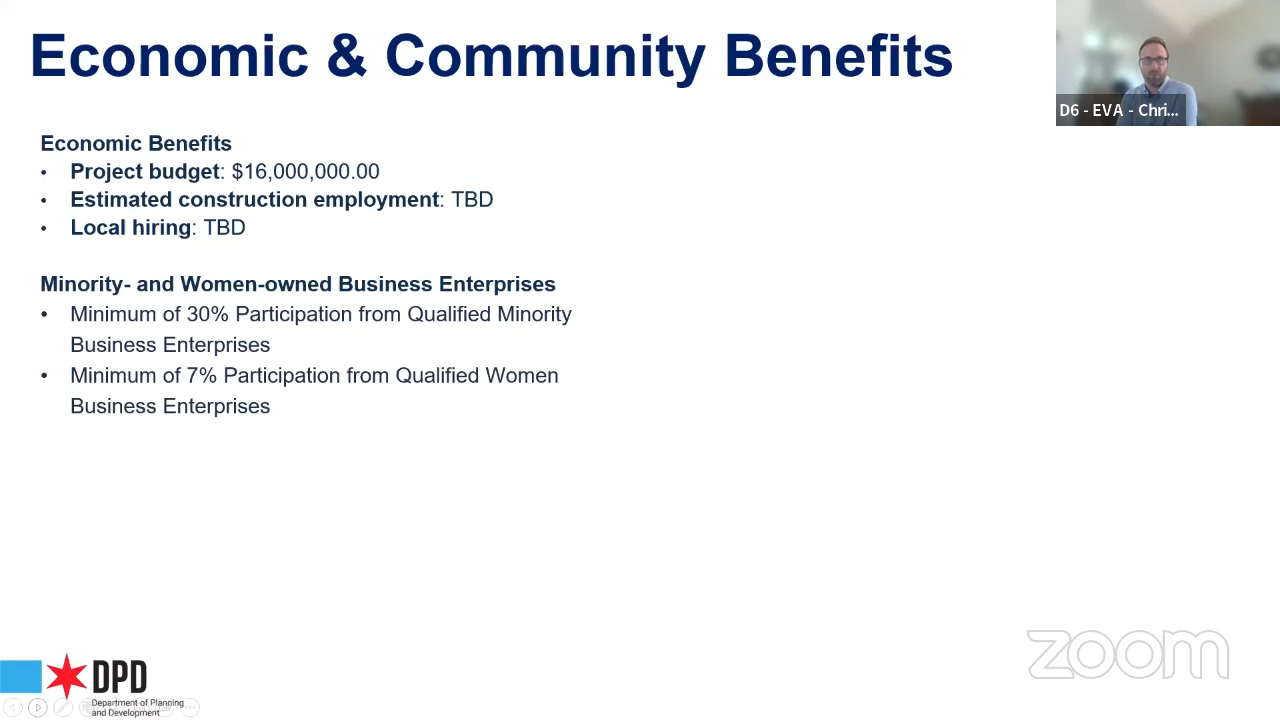 Economic & Community Benefits
D6 - EVA - Chri...
Economic Benefits
• Project budget: $16,000,000.00
• Estimated construction employment: TBD
• Local hiring: TBD
Minority- and Women-owned Business Enterprises
• Minimum of 30% Participation from Qualified Minority
Business Enterprises
• Minimum of 7% Participation from Qualified Women
Business Enterprises
DPD
Department of Planning
and Development
zoom